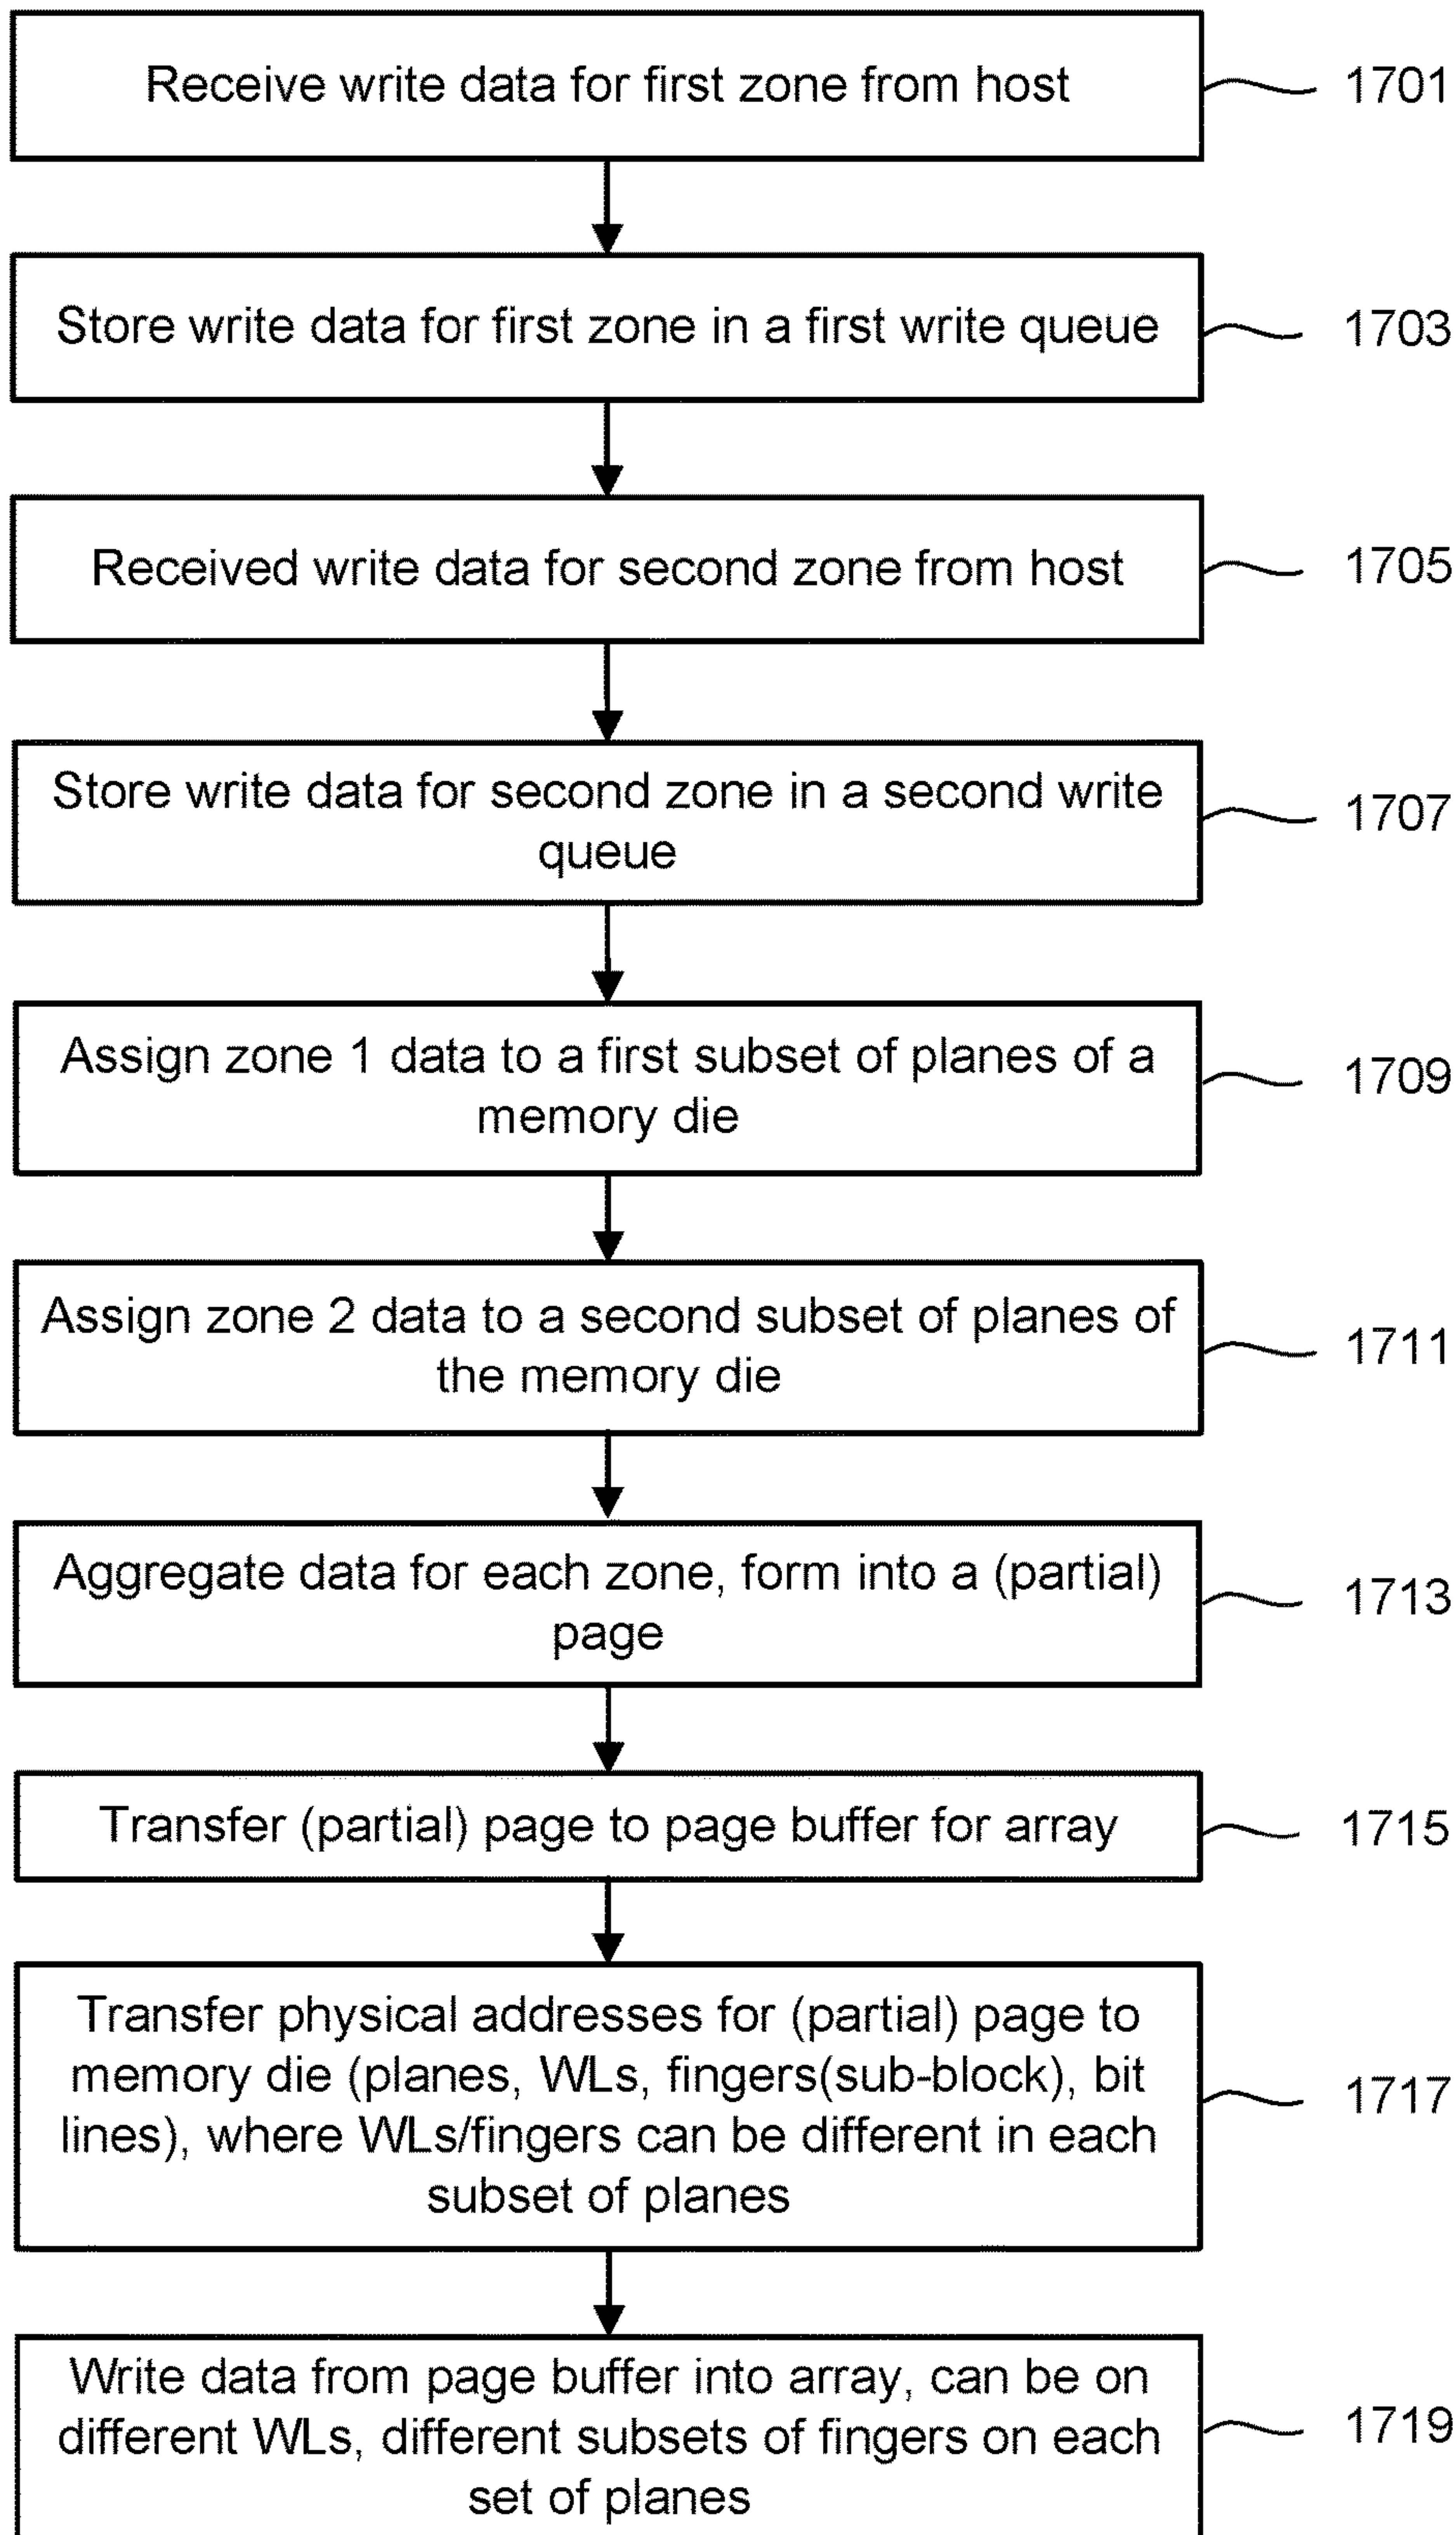 Receive write data for first zone from host
1701
Store write data for first zone in a first write queue
1703
Received write data for second zone from host
1705
Store write data for second zone in a second write
queue
1707
Assign zone 1 data to a first subset of planes of a
memory die
1709
Assign zone 2 data to a second subset of planes of
the memory die
1711
Aggregate data for each zone, form into a (partial)
page
1713
Transfer (partial) page to page buffer for array
1715
Transfer physical addresses for (partial) page to
memory die (planes, WLs, fingers(sub-block), bit
lines), where WLs/fingers can be different in each
subset of planes
1717
Write data from page buffer into array, can be on
different WLs, different subsets of fingers on each
set of planes
1719